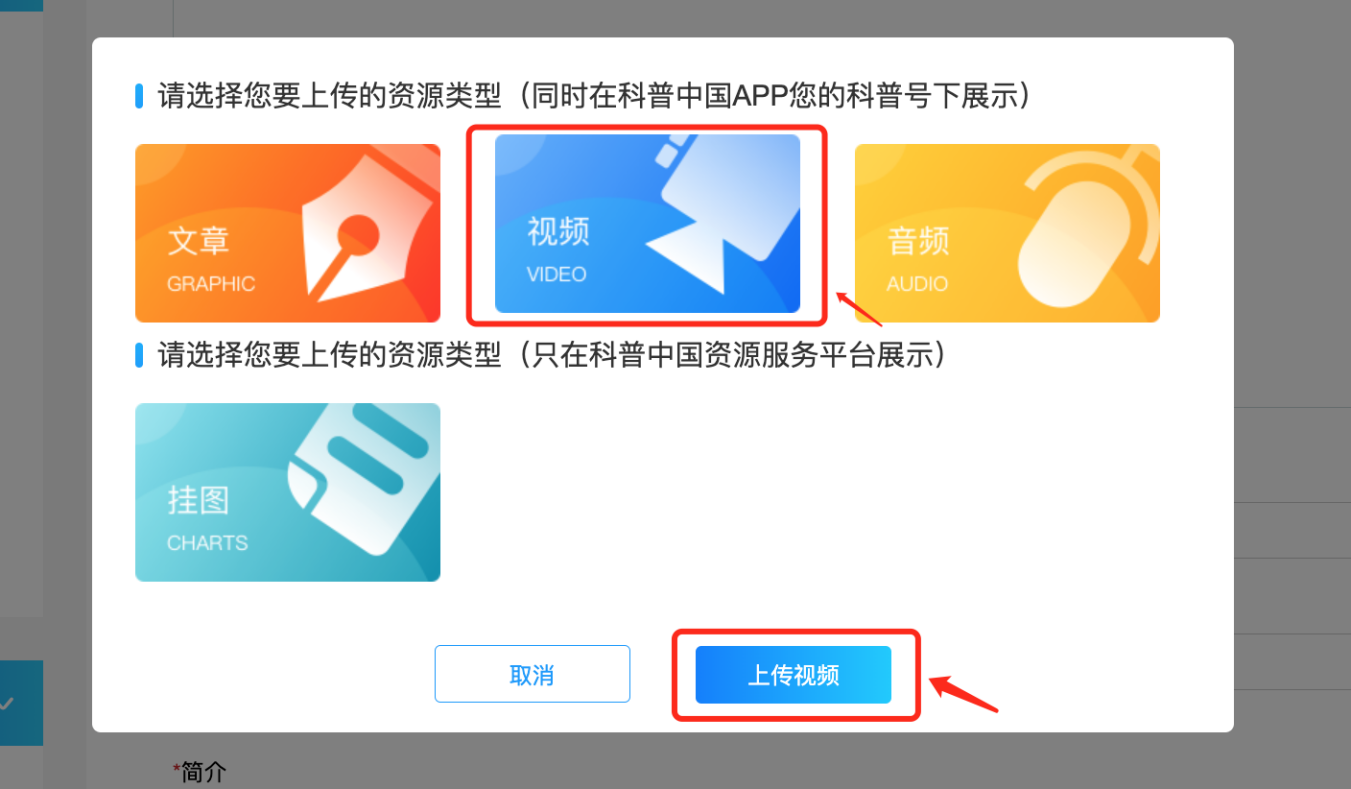 请选择您要上传的资源类型（同时在科普中国APP您的科普号下展示）
文章
GRAPHIC
视频
VIDEO
音频
AUDIO
请选择您要上传的资源类型（只在科普中国资源服务平台展示）
挂图
CHARTS
取消
上传视频
*简介